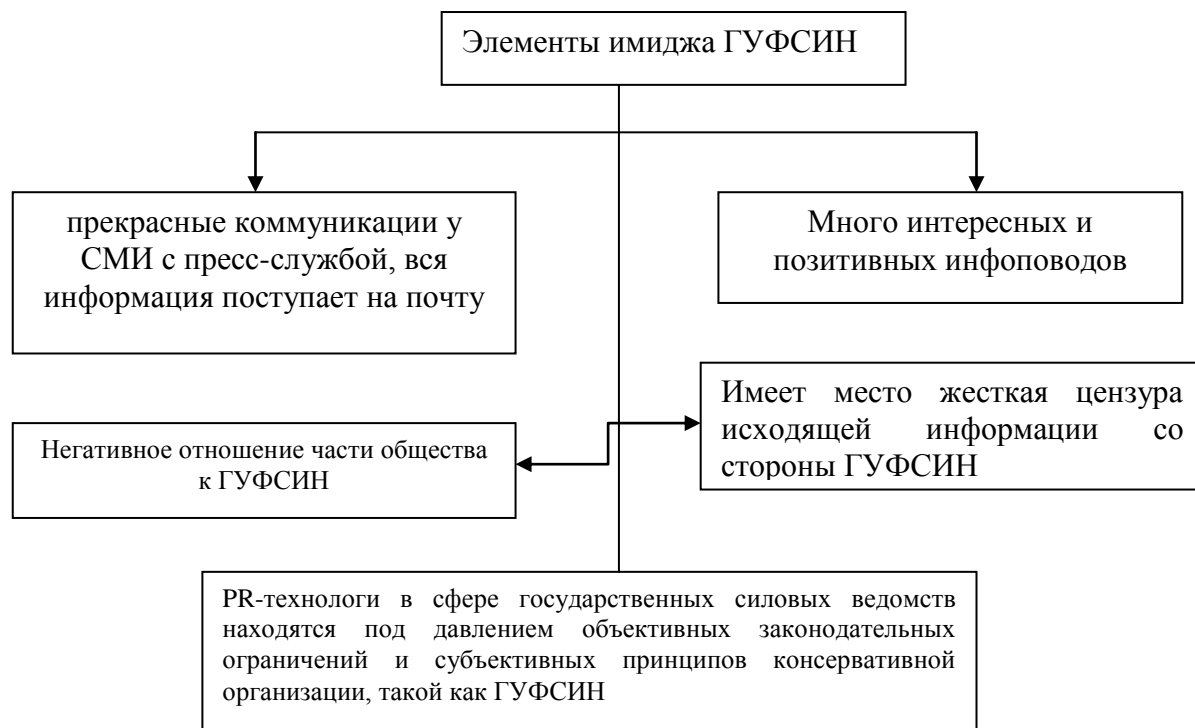 Элементы имиджа ГУФСИН
прекрасные коммуникации у
СМИ с пресс-службой, вся
информация поступает на почту
Много интересных и
позитивных инфоповодов
Негативное отношение части общества
к ГУФСИН
Имеет место жесткая цензура
исходящей информации со
стороны ГУФСИН
PR-технологи в сфере государственных силовых ведомств
находятся под давлением объективных законодательных
ограничений и субъективных принципов консервативной
организации, такой как ГУФСИН